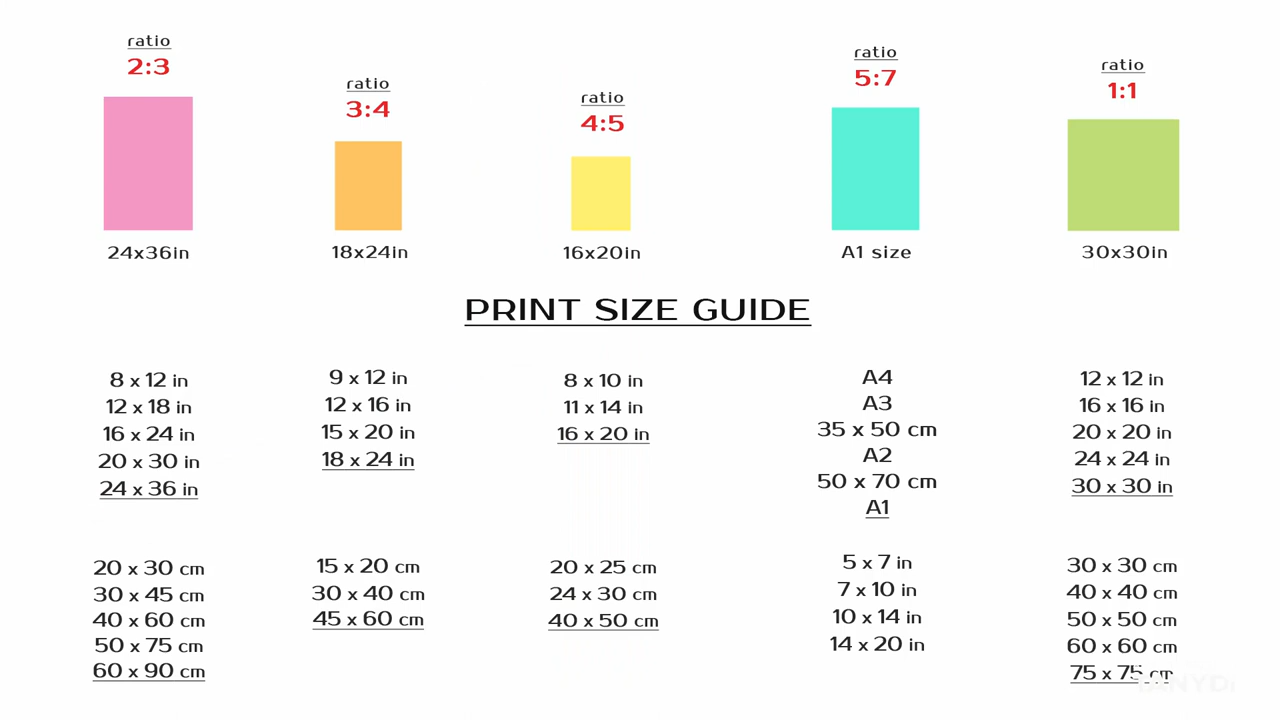 ratio
2:3
24x36in
ratio
3:4
18x24in
ratio
4:5
16x20in
ratio
5:7
A1 size
ratio
1:1
30x30in
PRINT SIZE GUIDE
8 x 12 in
12 x 18 in
16 x 24 in
20 x 30 in
24 x 36 in
20 x 30 cm
30 x 45 cm
40 x 60 cm
50 x 75 cm
60 x 90 cm
9 x 12 in
12 x 16 in
15 x 20 in
18 x 24 in
15 x 20 cm
30 x 40 cm
45 x 60 cm
8 x 10 in
11 x 14 in
16 x 20 in
20 x 25 cm
24 x 30 cm
40 x 50 cm
A4
A3
35 x 50 cm
A2
50 x 70 cm
A1
5 x 7 in
7 x 10 in
10 x 14 in
14 x 20 in
12 x 12 in
16 x 16 in
20 x 20 in
24 x 24 in
30 x 30 in
30 x 30 cm
40 x 40 cm
50 x 50 cm
60 x 60 cm
75 x 75 cm